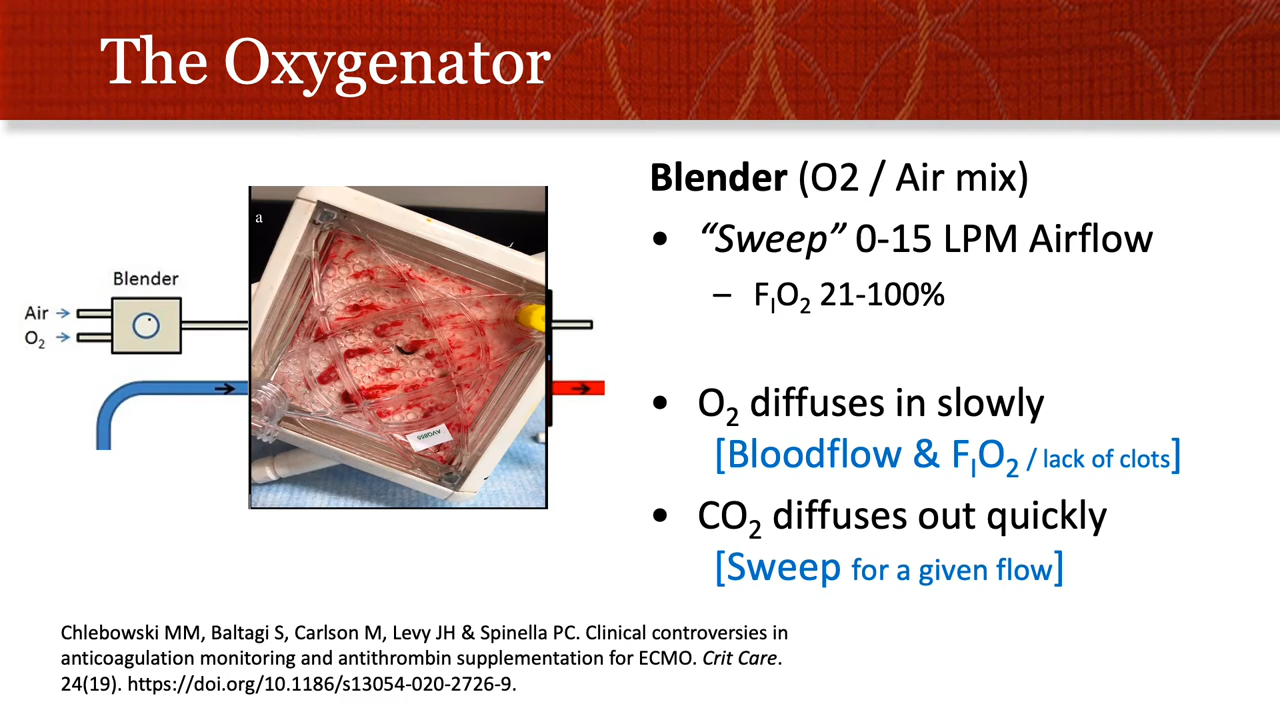 The Oxygenator
a
Blender
Air
O₂
AVGR55
Blender (O2 / Air mix)
• “Sweep” 0-15 LPM Airflow
– FIO₂ 21-100%
• O₂ diffuses in slowly
[Bloodflow & FIO₂ / lack of clots]
• CO₂ diffuses out quickly
[Sweep for a given flow]
Chlebowski MM, Baltagi S, Carlson M, Levy JH & Spinella PC. Clinical controversies in
anticoagulation monitoring and antithrombin supplementation for ECMO. Crit Care.
24(19). https://doi.org/10.1186/s13054-020-2726-9.